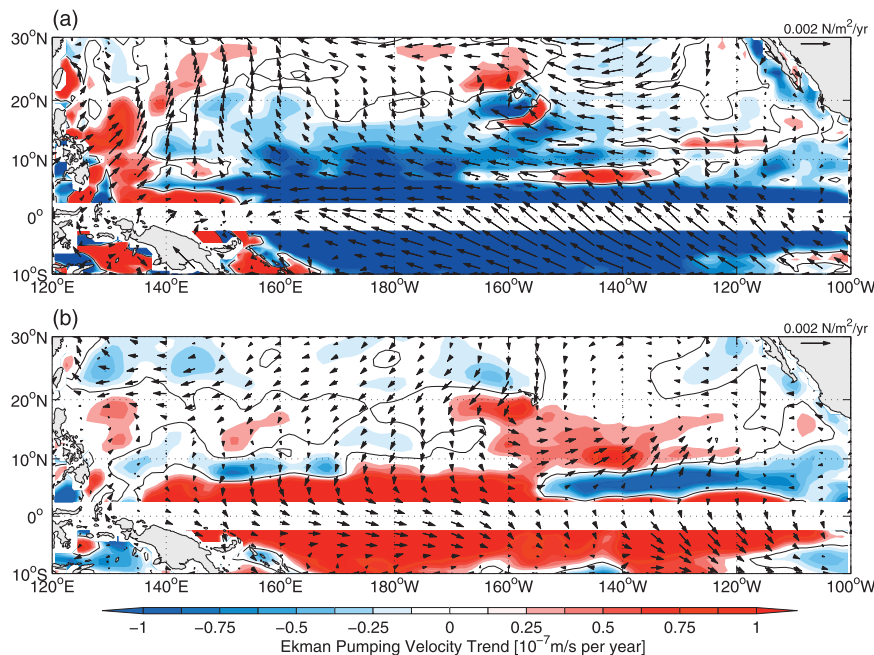 (a)
0.002 N/m²/yr
30°N
20°N
10°N
0°
10°S
120°E 140°E 160°E 180°W 160°W 140°W 120°W 100°W
(b)
0.002 N/m²/yr
30°N
20°N
10°N
0°
10°S
120°E 140°E 160°E 180°W 160°W 140°W 120°W 100°W
−1 −0.75 −0.5 −0.25 0 0.25 0.5 0.75 1
Ekman Pumping Velocity Trend [10⁻⁷m/s per year]